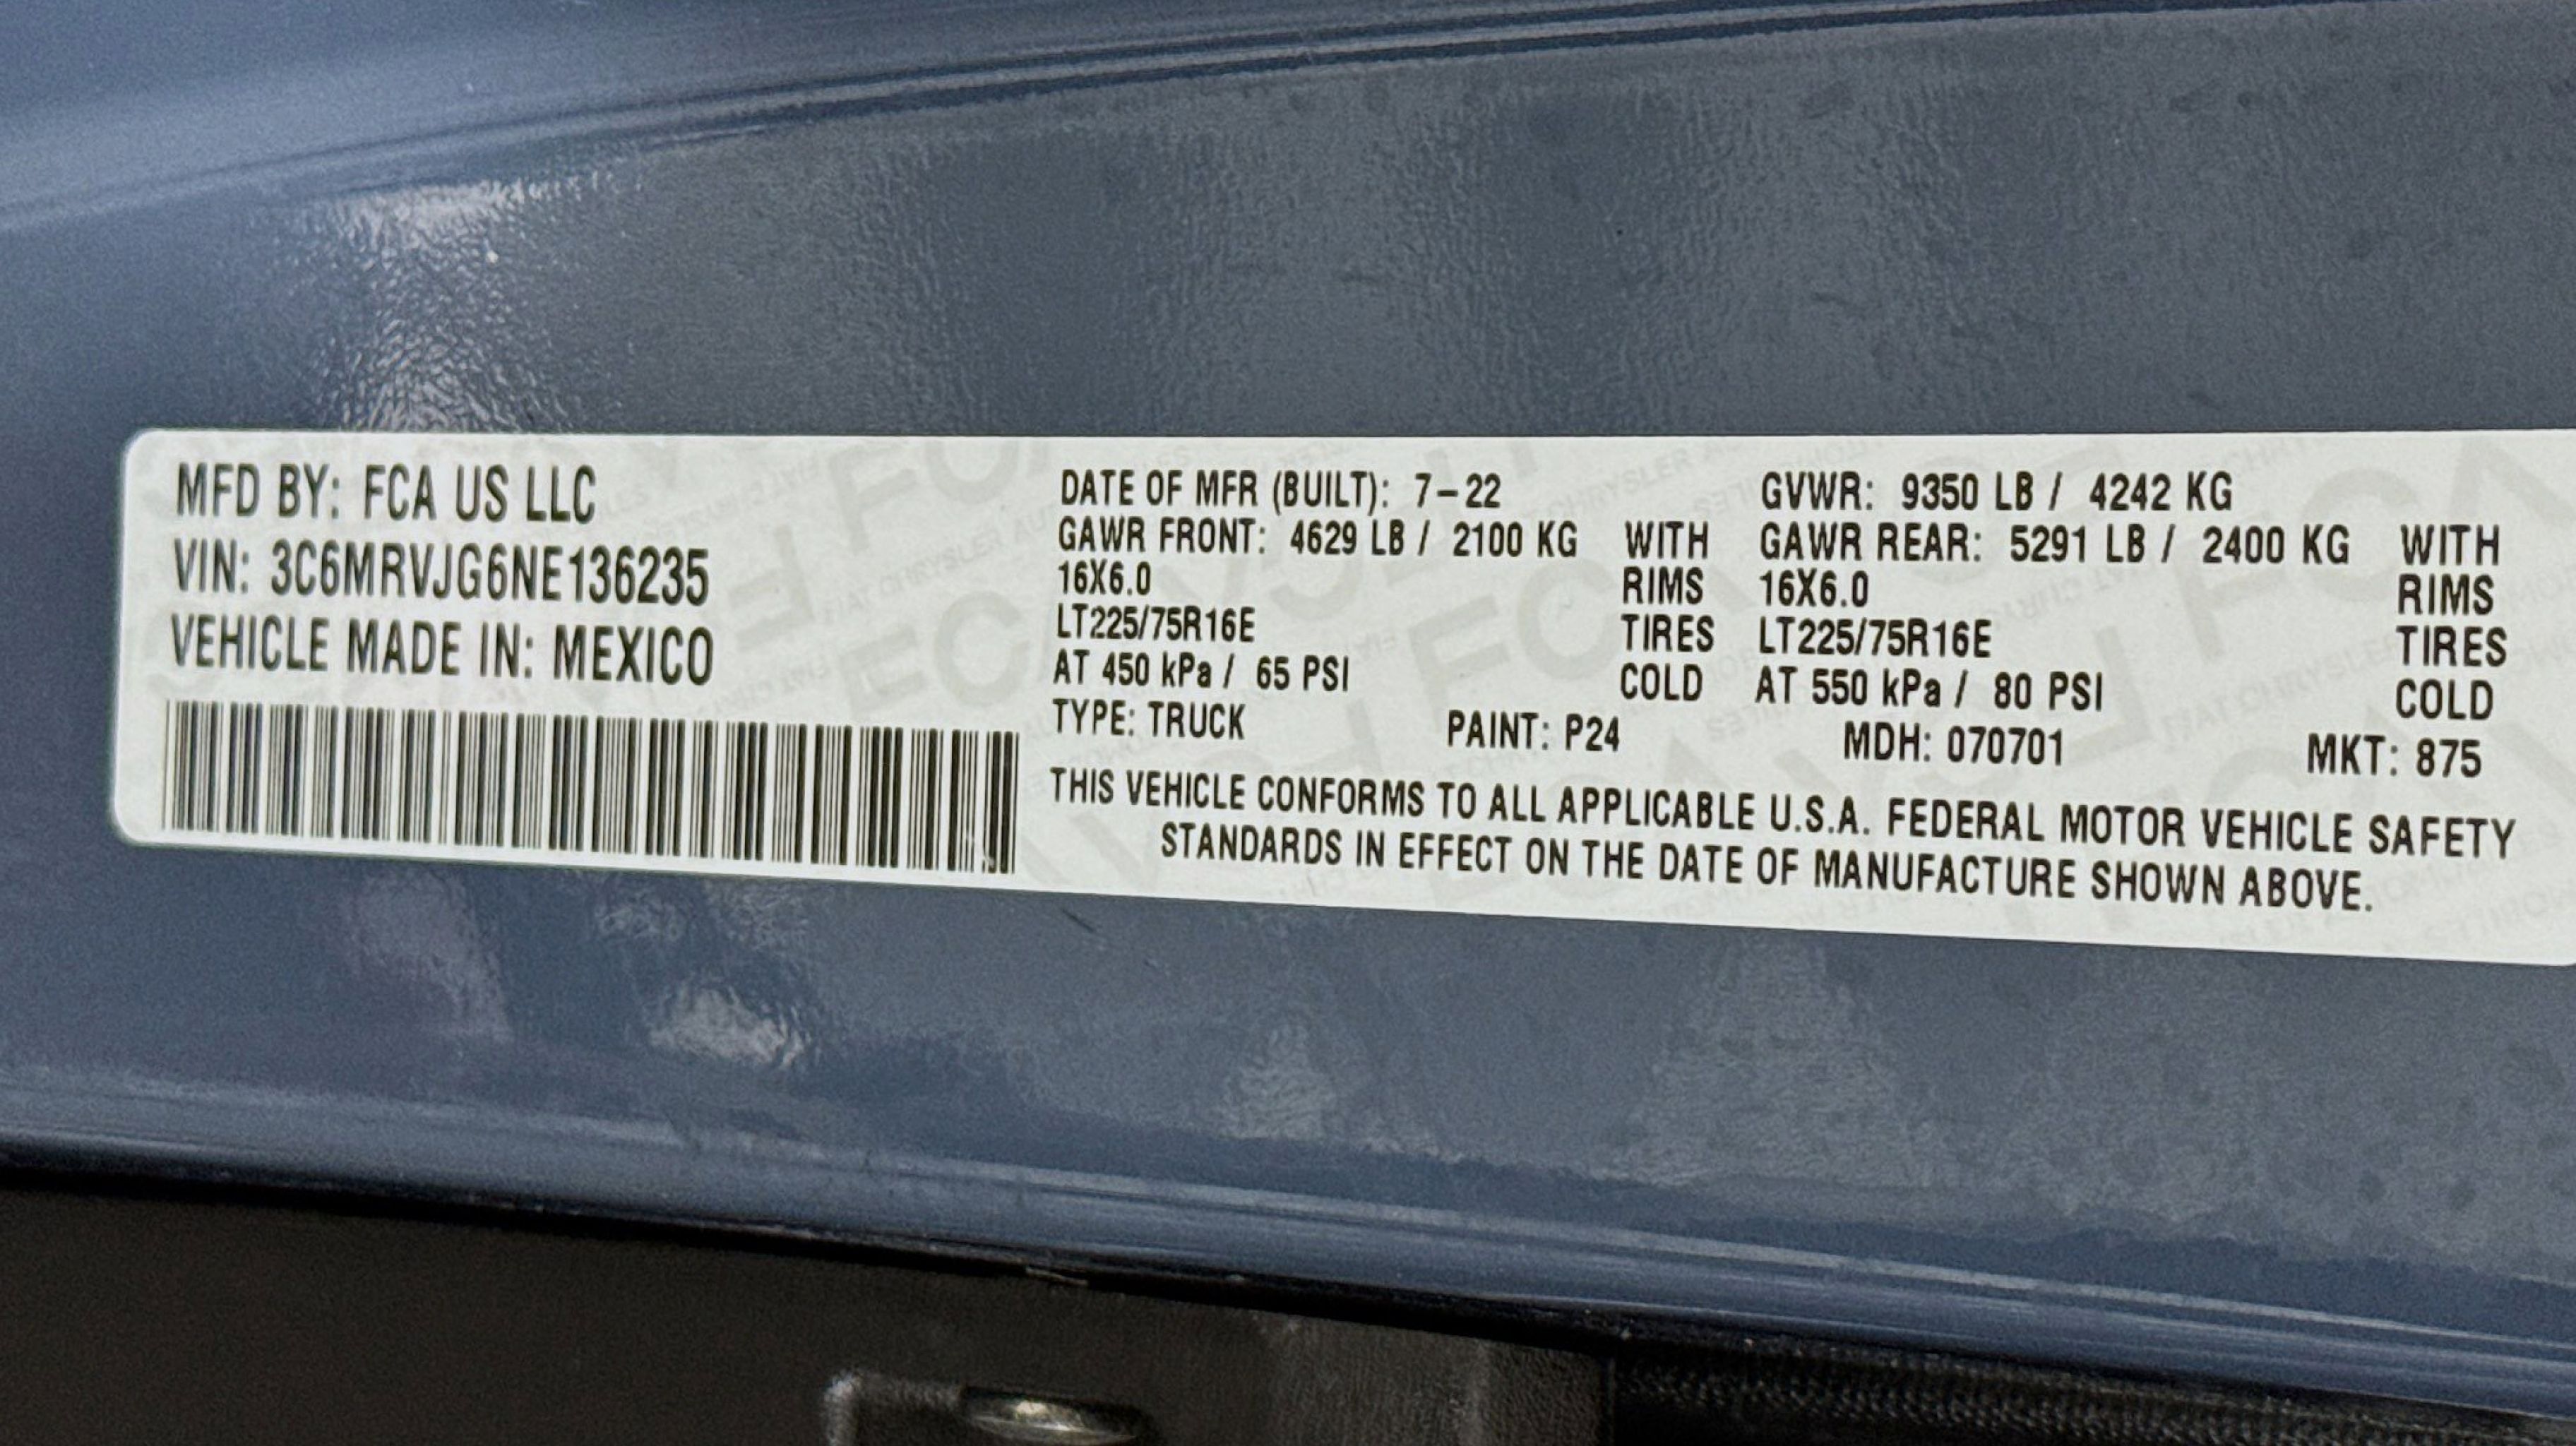 MFD BY: FCA US LLC
VIN: 3C6MRVJG6NE136235
VEHICLE MADE IN: MEXICO
DATE OF MFR (BUILT): 7-22 GVWR: 9350 LB / 4242 KG
GAWR FRONT: 4629 LB / 2100 KG WITH GAWR REAR: 5291 LB / 2400 KG WITH
16X6.0 RIMS 16X6.0 RIMS
LT225/75R16E TIRES LT225/75R16E TIRES
AT 450 kPa / 65 PSI COLD AT 550 kPa / 80 PSI COLD
TYPE: TRUCK PAINT: P24 MDH: 070701 MKT: 875
THIS VEHICLE CONFORMS TO ALL APPLICABLE U.S.A. FEDERAL MOTOR VEHICLE SAFETY
STANDARDS IN EFFECT ON THE DATE OF MANUFACTURE SHOWN ABOVE.